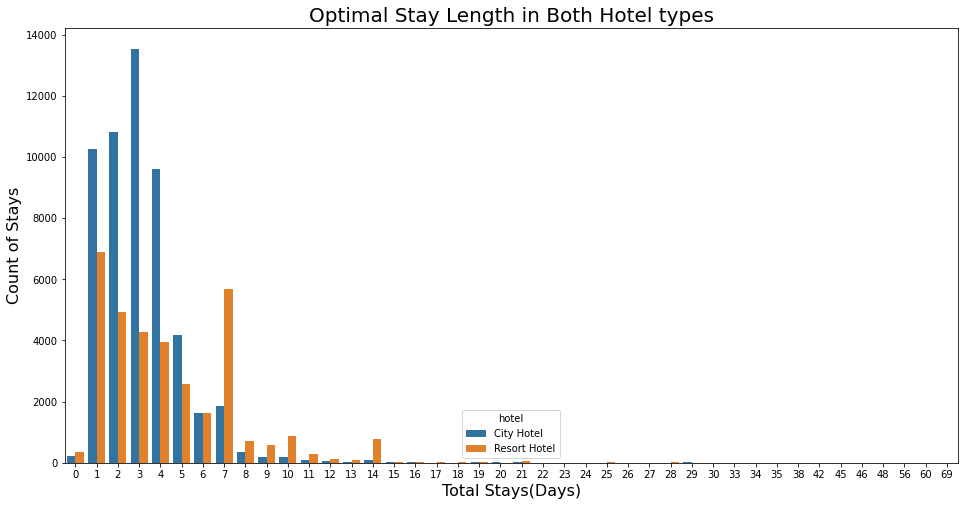 Optimal Stay Length in Both Hotel types
14000
12000
10000
8000
6000
4000
2000
0
Count of Stays
hotel
City Hotel
Resort Hotel
0 1 2 3 4 5 6 7 8 9 10 11 12 13 14 15 16 17 18 19 20 21 22 23 24 25 26 27 28 29 30 33 34 35 38 42 45 46 48 56 60 69
Total Stays(Days)